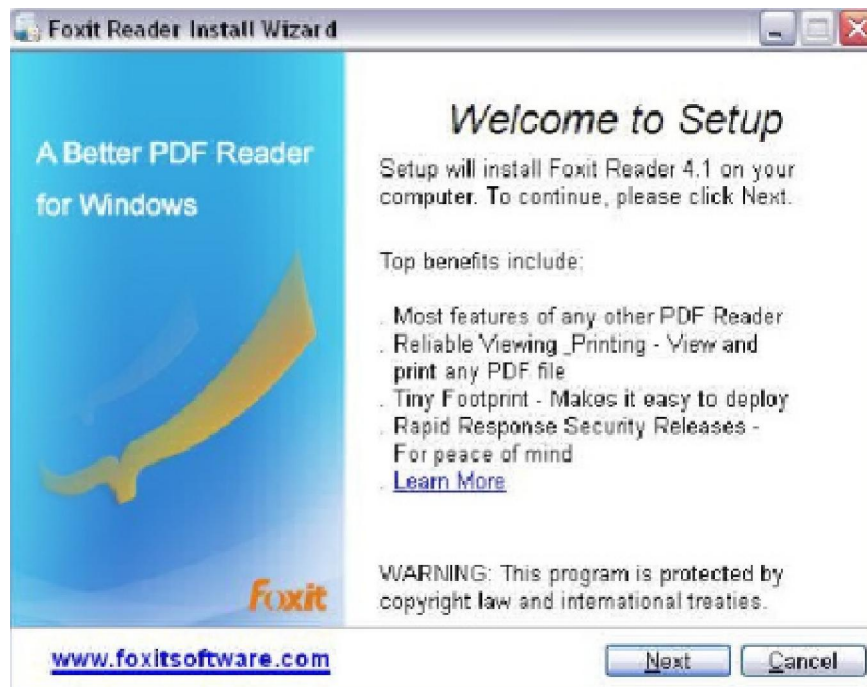 Foxit Reader Install Wizard
A Better PDF Reader
for Windows
Foxit
Welcome to Setup
Setup will install Foxit Reader 4.1 on your
computer. To continue, please click Next.
Top benefits include:
. Most features of any other PDF Reader
. Reliable Viewing _Printing - View and
print any PDF file
. Tiny Footprint - Makes it easy to deploy
. Rapid Response Security Releases -
For peace of mind
. Learn More
WARNING: This program is protected by
copyright law and international treaties.
www.foxitsoftware.com
Next
Cancel